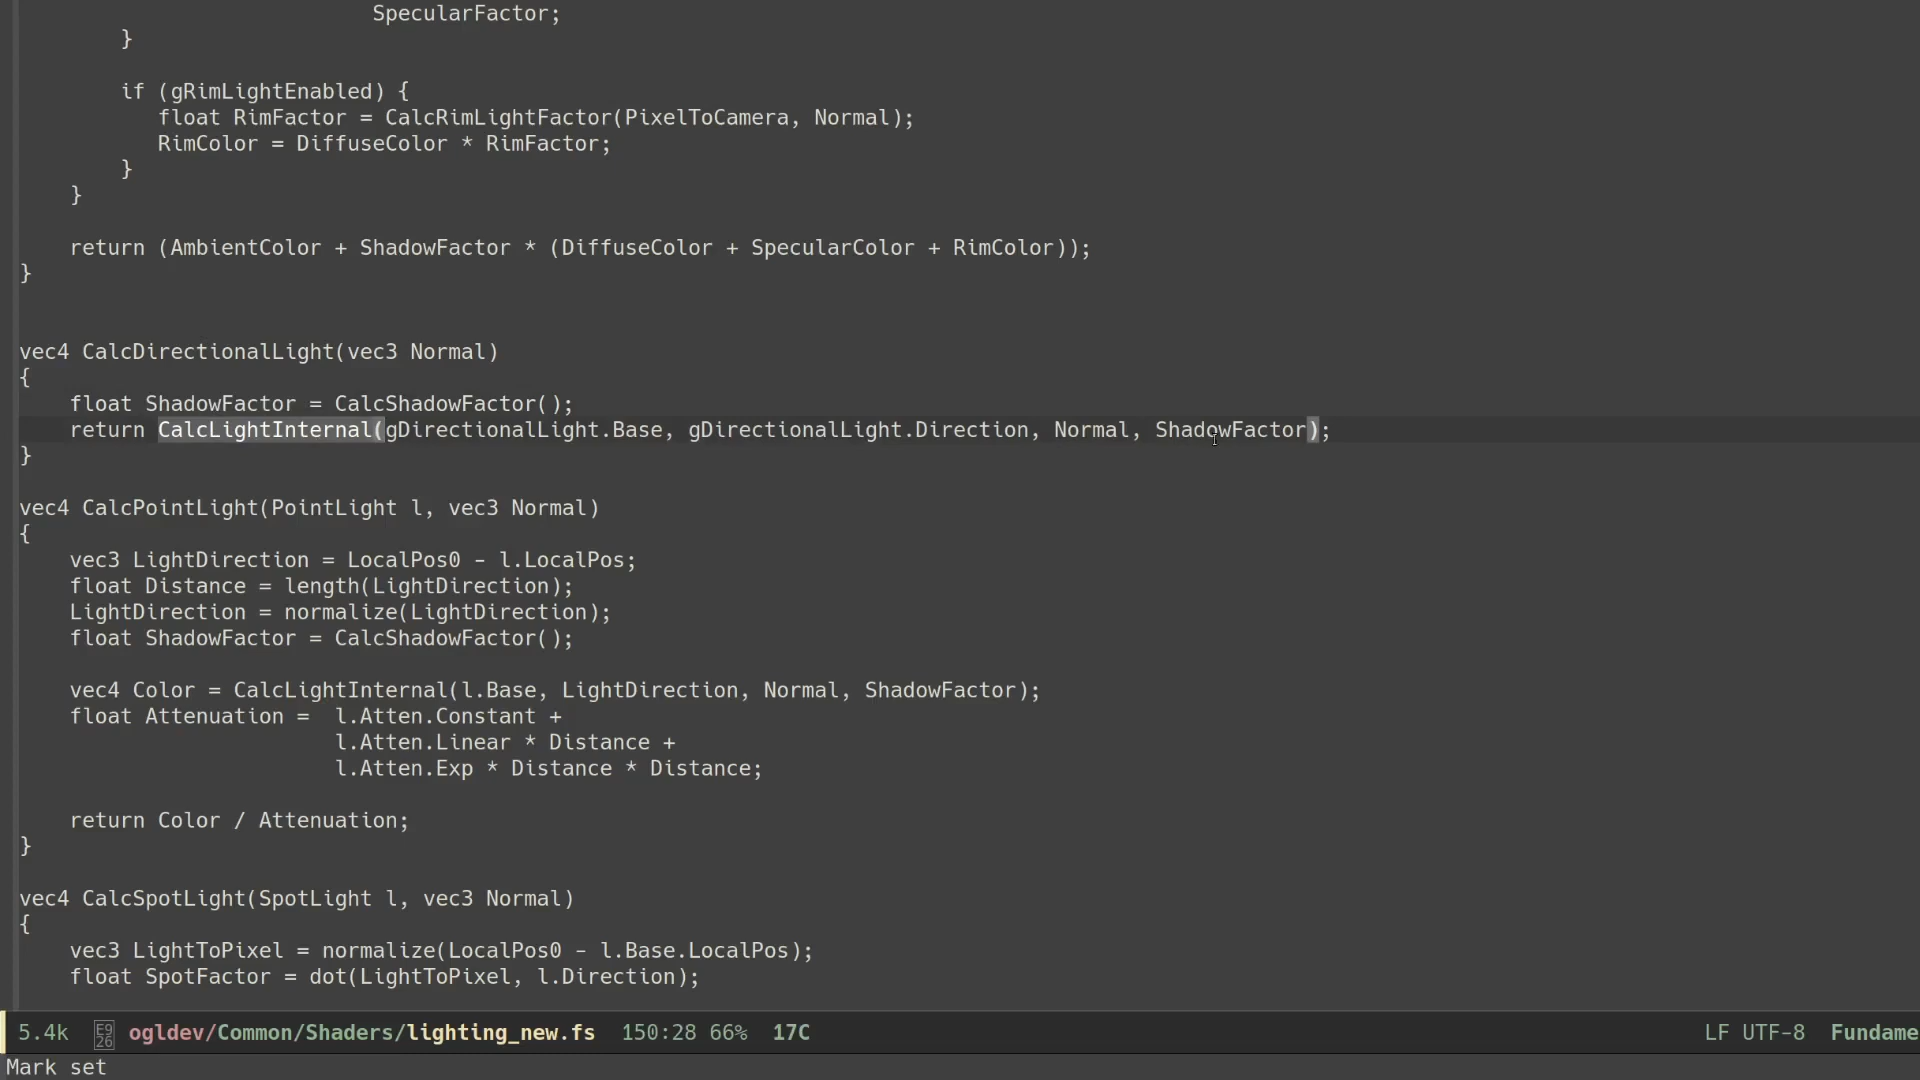 SpecularFactor;
}
if (gRimLightEnabled) {
float RimFactor = CalcRimLightFactor(PixelToCamera, Normal);
RimColor = DiffuseColor * RimFactor;
}
}
return (AmbientColor + ShadowFactor * (DiffuseColor + SpecularColor + RimColor));
}
vec4 CalcDirectionalLight(vec3 Normal)
{
float ShadowFactor = CalcShadowFactor();
return CalcLightInternal(gDirectionalLight.Base, gDirectionalLight.Direction, Normal, ShadowFactor);
}
vec4 CalcPointLight(PointLight l, vec3 Normal)
{
vec3 LightDirection = LocalPos0 - l.LocalPos;
float Distance = length(LightDirection);
LightDirection = normalize(LightDirection);
float ShadowFactor = CalcShadowFactor();
vec4 Color = CalcLightInternal(l.Base, LightDirection, Normal, ShadowFactor);
float Attenuation =  l.Atten.Constant +
l.Atten.Linear * Distance +
l.Atten.Exp * Distance * Distance;
return Color / Attenuation;
}
vec4 CalcSpotLight(SpotLight l, vec3 Normal)
{
vec3 LightToPixel = normalize(LocalPos0 - l.Base.LocalPos);
float SpotFactor = dot(LightToPixel, l.Direction);
5.4k E926 ogldev/Common/Shaders/lighting_new.fs 150:28 66% 17C LF UTF-8 Fundame
Mark set